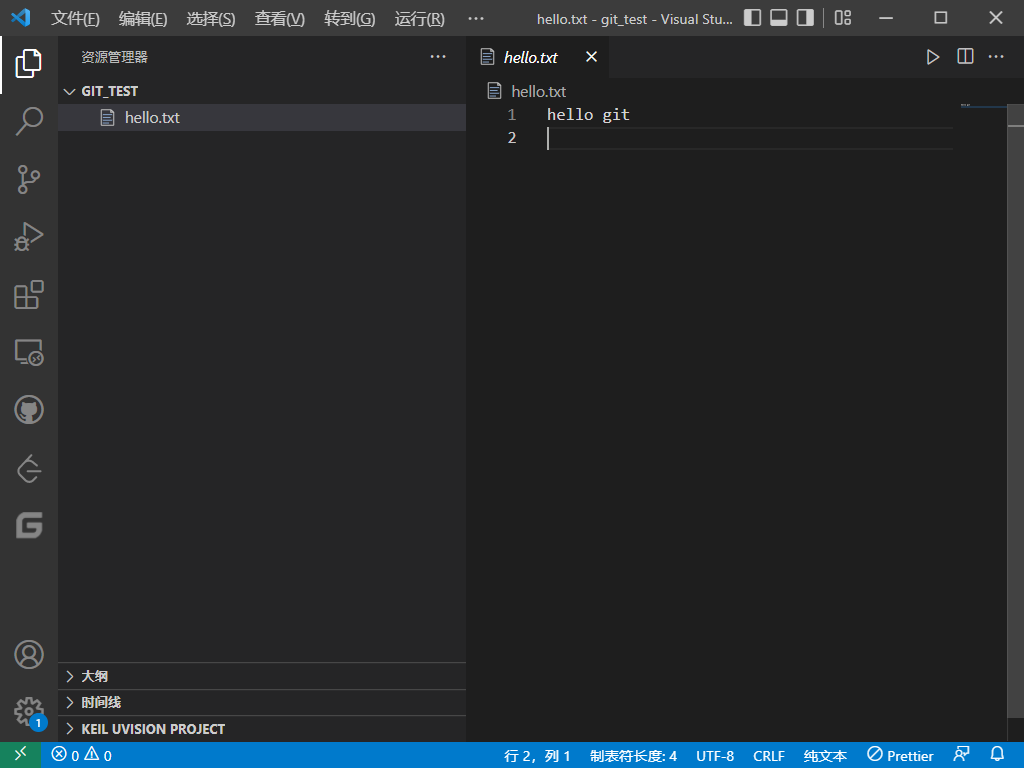 文件(F) 编辑(E) 选择(S) 查看(V) 转到(G) 运行(R) ··· hello.txt - git_test - Visual Stu...
资源管理器 ···
GIT_TEST
hello.txt
hello.txt
hello.txt
1 hello git
2
大纲
时间线
KEIL UVISION PROJECT
1
0 0 行 2，列 1 制表符长度: 4 UTF-8 CRLF 纯文本 Prettier